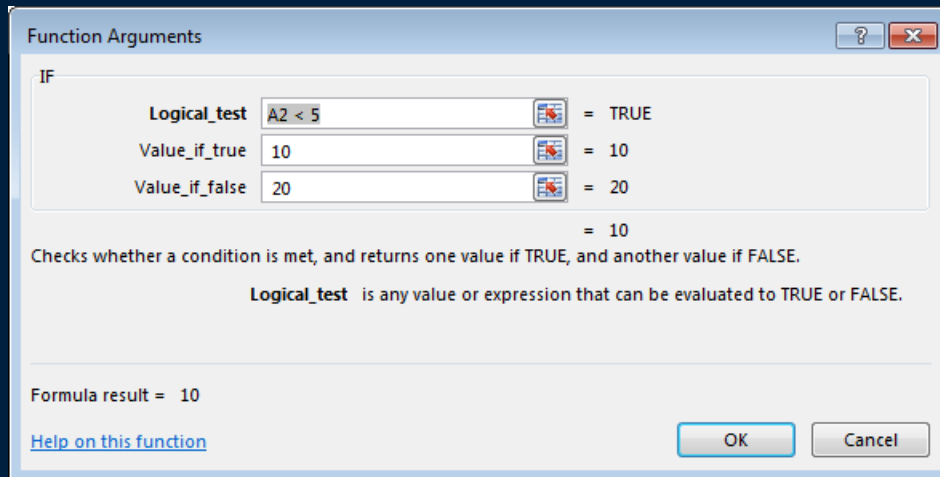 Function Arguments
?
IF
Logical_test A2 < 5 = TRUE
Value_if_true 10 = 10
Value_if_false 20 = 20
= 10
Checks whether a condition is met, and returns one value if TRUE, and another value if FALSE.
Logical_test is any value or expression that can be evaluated to TRUE or FALSE.
Formula result = 10
Help on this function
OK Cancel